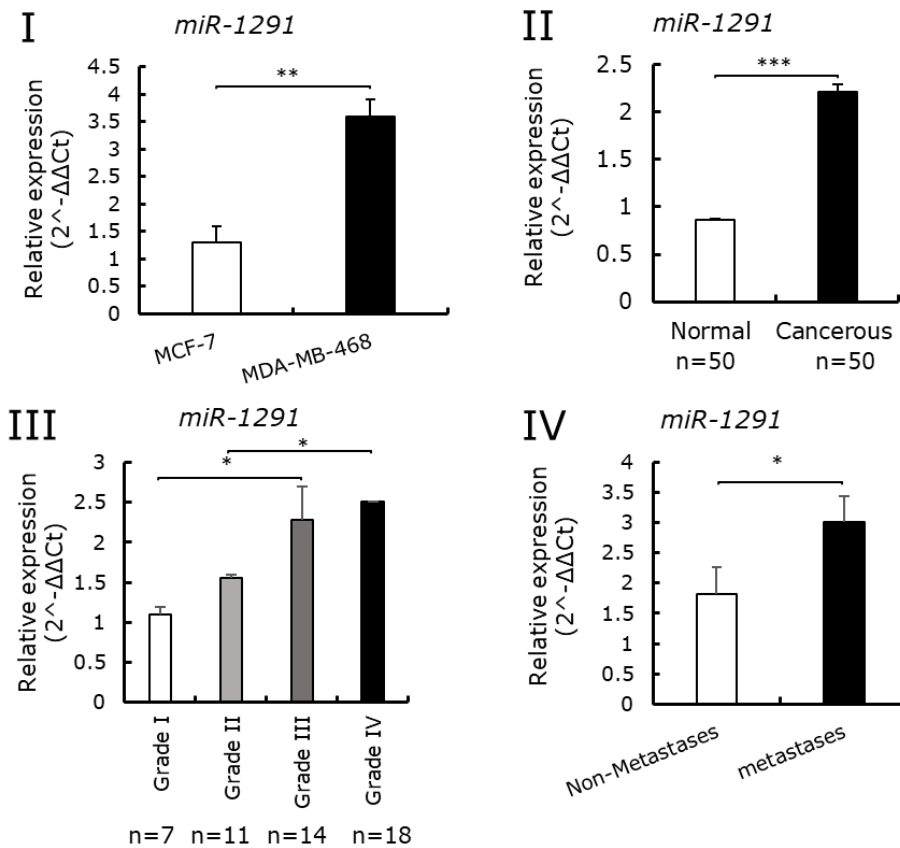 I
miR-1291
Relative expression
(2^-ΔΔCt)
4.5
4
3.5
3
2.5
2
1.5
1
0.5
0
**
MCF-7
MDA-MB-468
II
miR-1291
Relative expression
(2^-ΔΔCt)
2.5
2
1.5
1
0.5
0
***
Normal
n=50
Cancerous
n=50
III
miR-1291
Relative expression
(2^-ΔΔCt)
3
2.5
2
1.5
1
0.5
0
*
*
Grade I
Grade II
Grade III
Grade IV
n=7
n=11
n=14
n=18
IV
miR-1291
Relative expression
(2^-ΔΔCt)
4
3.5
3
2.5
2
1.5
1
0.5
0
*
Non-Metastases
metastases